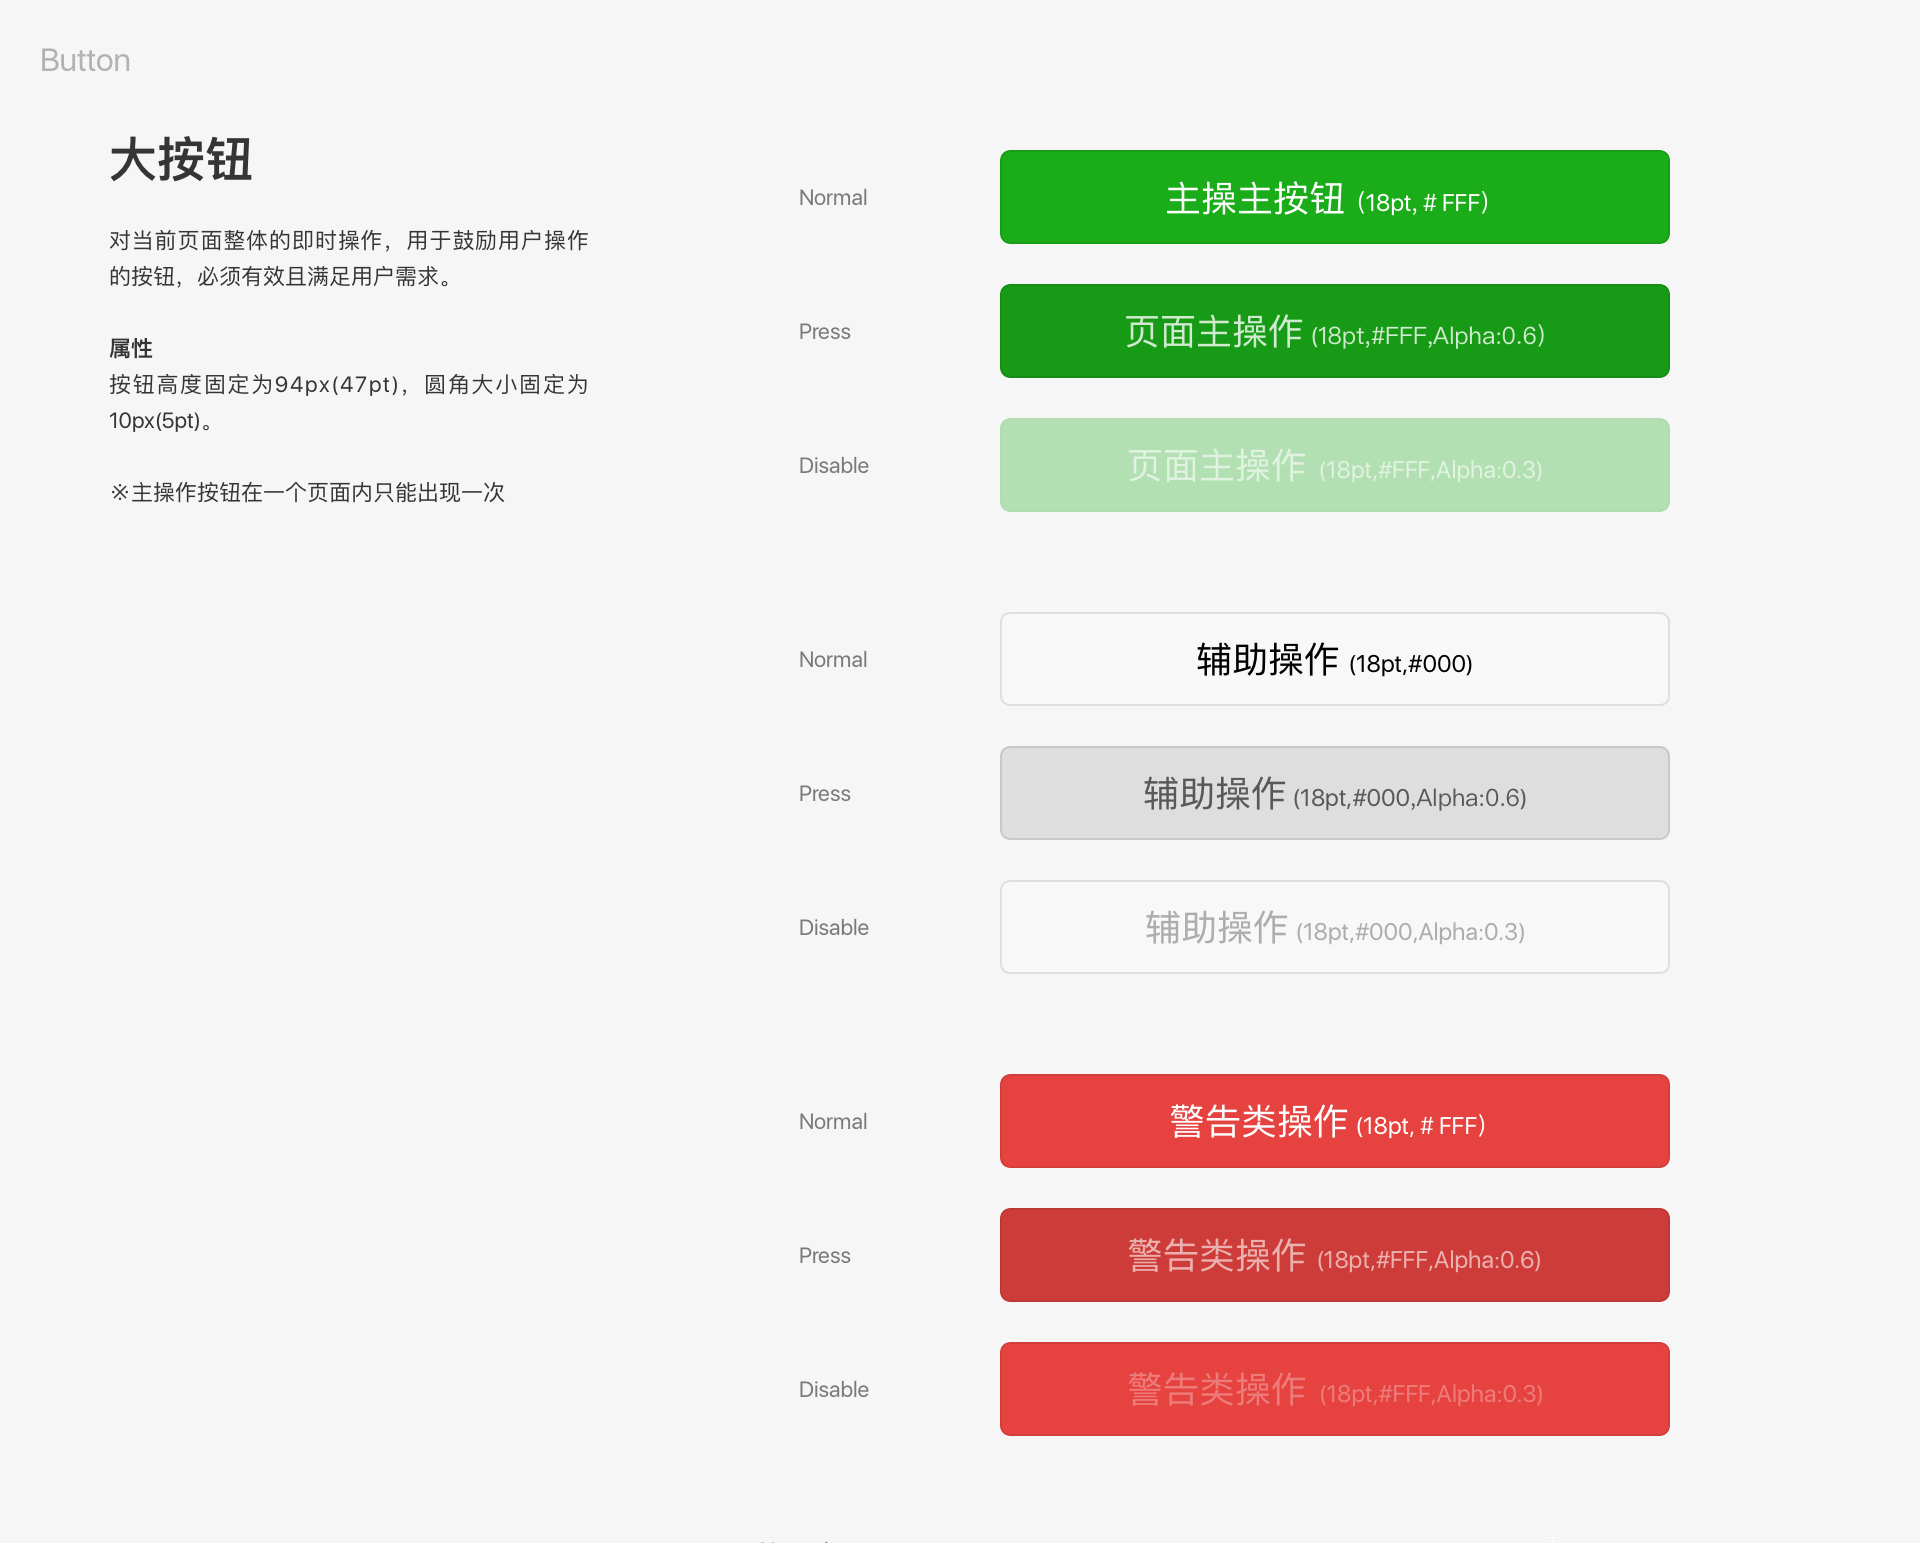 Button
大按钮
对当前页面整体的即时操作，用于鼓励用户操作
的按钮，必须有效且满足用户需求。
属性
按钮高度固定为94px(47pt)，圆角大小固定为
10px(5pt)。
※主操作按钮在一个页面内只能出现一次
Normal
主操主按钮 (18pt, # FFF)
Press
页面主操作 (18pt,#FFF,Alpha:0.6)
Disable
页面主操作 (18pt,#FFF,Alpha:0.3)
Normal
辅助操作 (18pt,#000)
Press
辅助操作 (18pt,#000,Alpha:0.6)
Disable
辅助操作 (18pt,#000,Alpha:0.3)
Normal
警告类操作 (18pt, # FFF)
Press
警告类操作 (18pt,#FFF,Alpha:0.6)
Disable
警告类操作 (18pt,#FFF,Alpha:0.3)